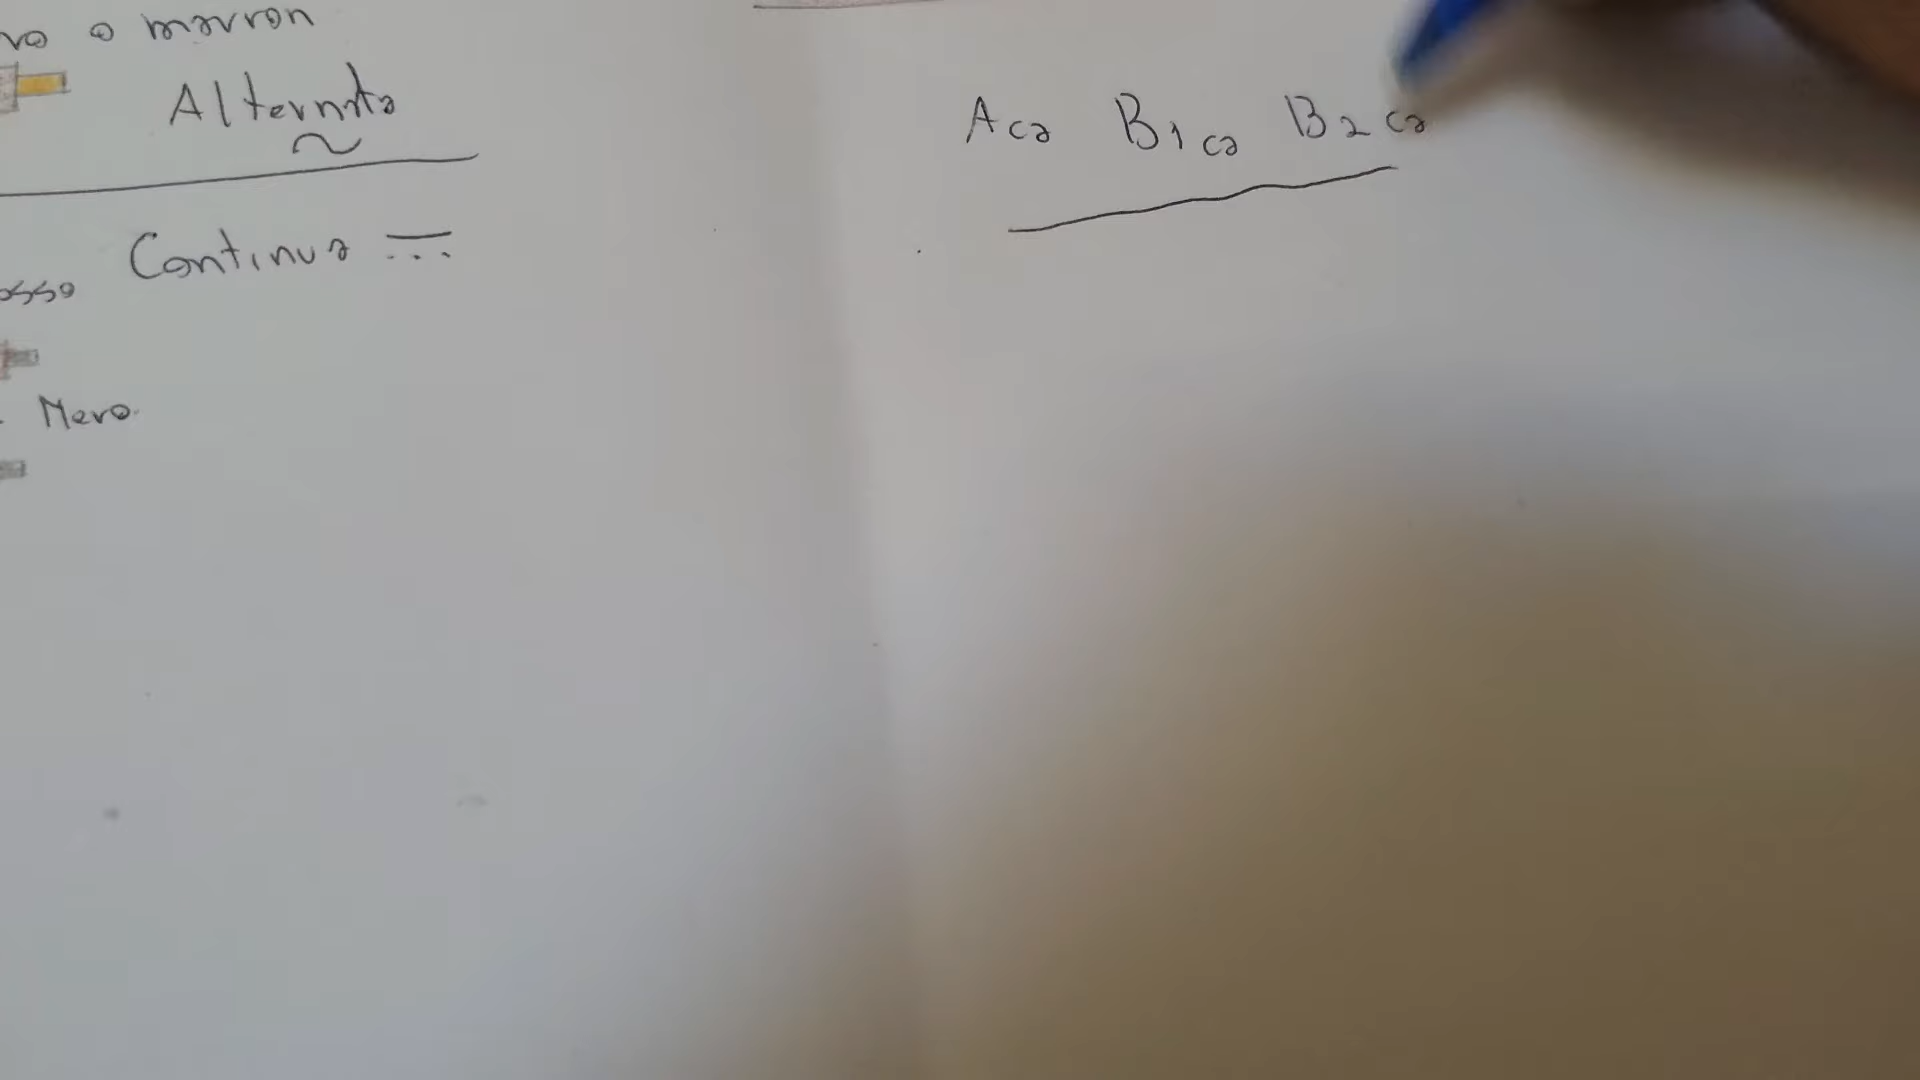 o marron
Alternata
~
Continua
Nero
Aca B1ca B2ca